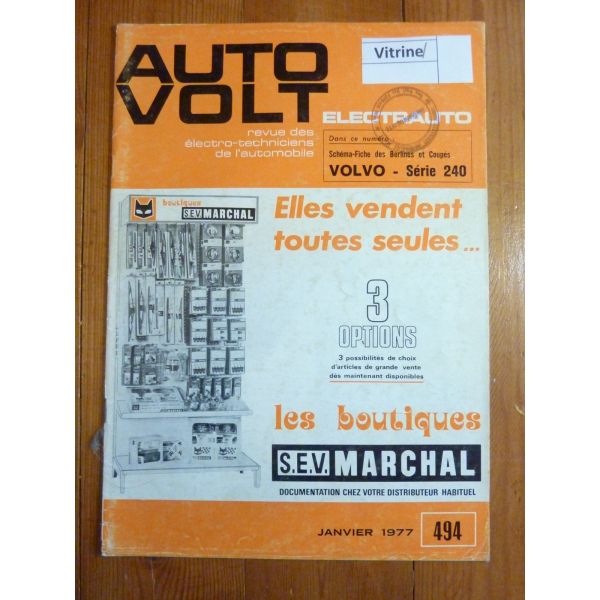 AUTO
VOLT
Vitrine/
ELECTRAUTO
revue des
électro-techniciens
de l'automobile
Dans ce numéro
Schéma-Fiche des Berlines et Coupés
VOLVO - Série 240
boutiques
S.E.V. MARCHAL
Elles vendent
toutes seules...
3
OPTIONS
3 possibilités de choix
d'articles de grande vente
dès maintenant disponibles
les boutiques
S.E.V. MARCHAL
DOCUMENTATION CHEZ VOTRE DISTRIBUTEUR HABITUEL
JANVIER 1977
494